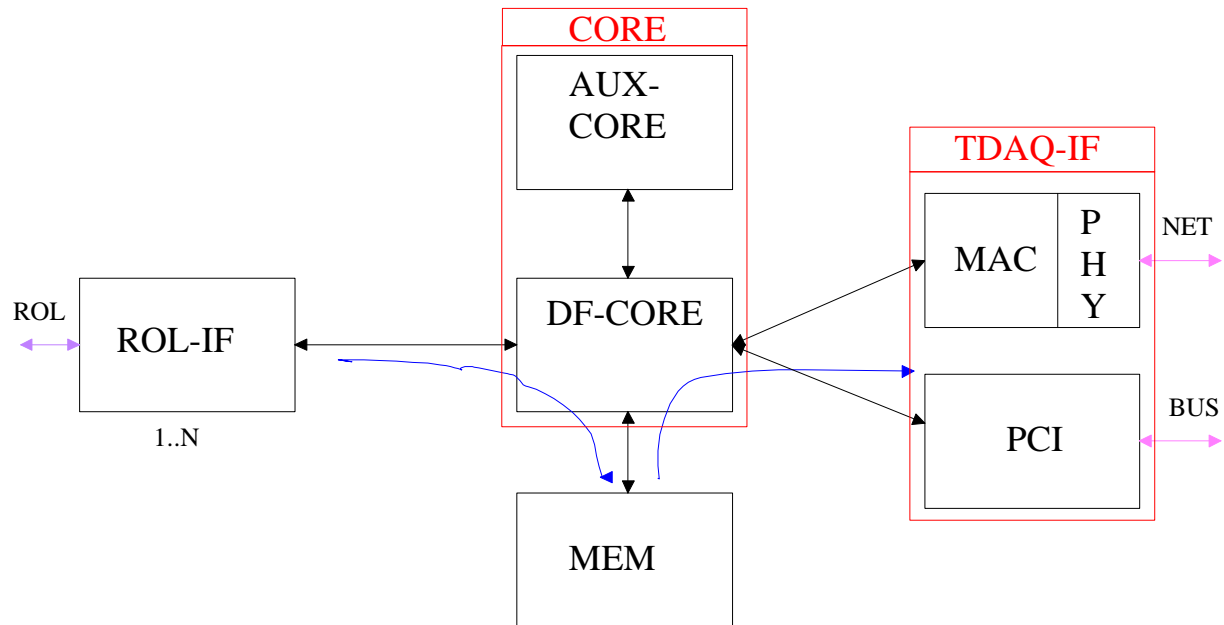 CORE
AUX-
CORE
TDAQ-IF
MAC
P
H
Y
NET
ROL
ROL-IF
DF-CORE
1..N
PCI
BUS
MEM